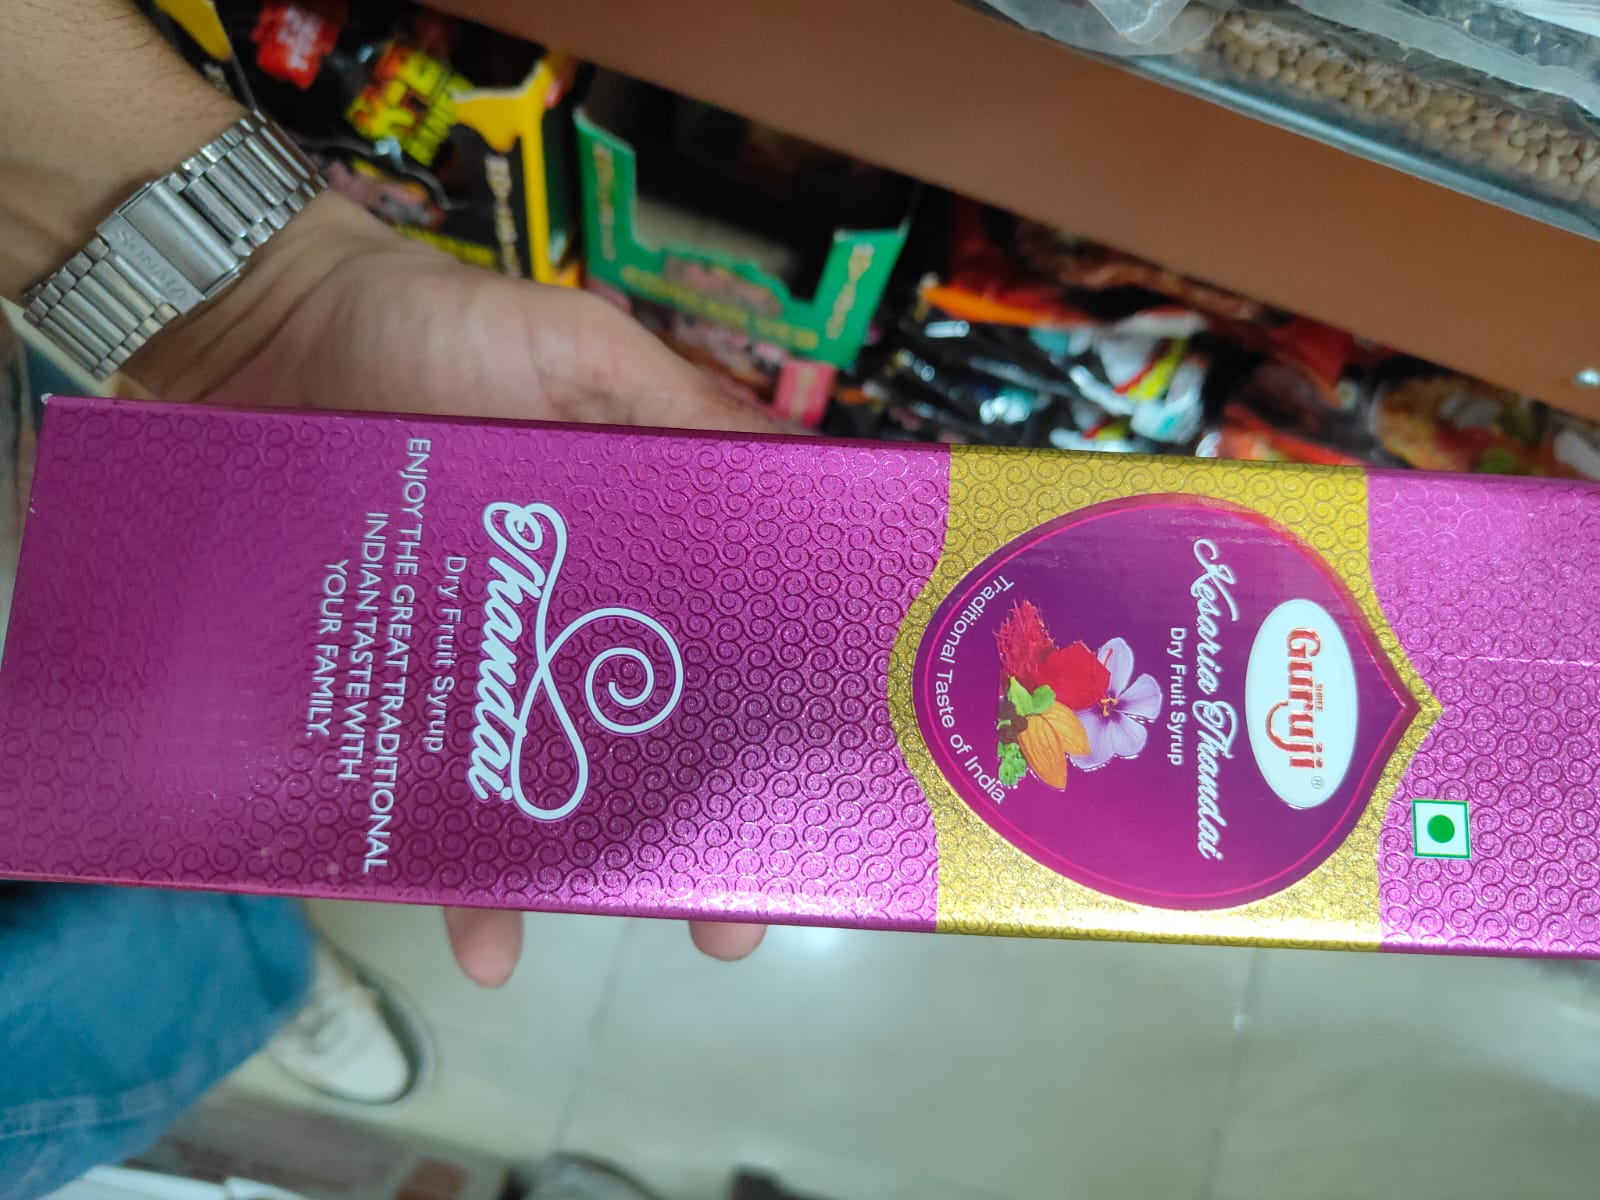 SHREE
Guruji®
Kesaria Thandai
Dry Fruit Syrup
Traditional Taste of India
Thandai
Dry Fruit Syrup
ENJOY THE GREAT TRADITIONAL
INDIAN TASTE WITH
YOUR FAMILY.
SONATA